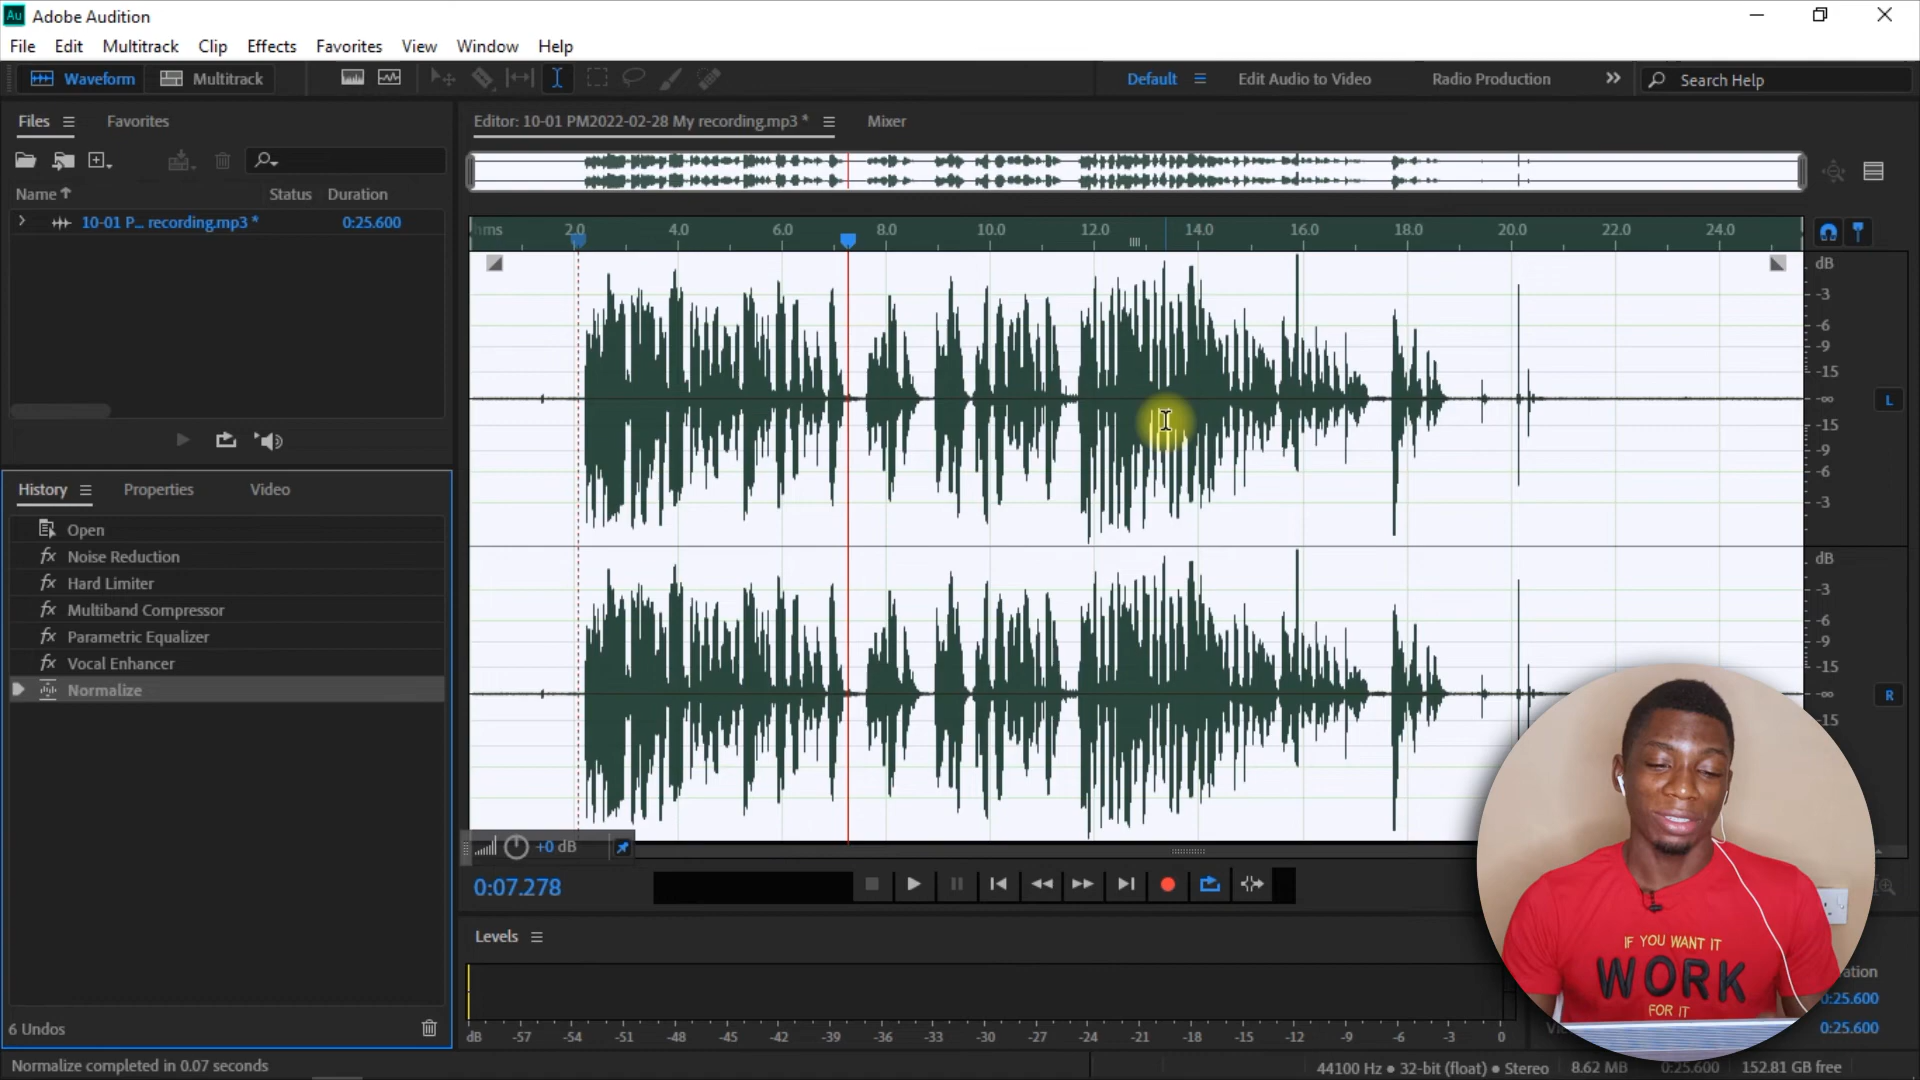 Au Adobe Audition
File Edit Multitrack Clip Effects Favorites View Window Help
Waveform Multitrack Default Edit Audio to Video Radio Production Search Help
Files Favorites
Name Status Duration
10-01 P... recording.mp3 * 0:25.600
History Properties Video
Open
Noise Reduction
Hard Limiter
Multiband Compressor
Parametric Equalizer
Vocal Enhancer
Normalize
6 Undos
Normalize completed in 0.07 seconds
Editor: 10-01 PM2022-02-28 My recording.mp3 * Mixer
hms 2.0 4.0 6.0 8.0 10.0 12.0 14.0 16.0 18.0 20.0 22.0 24.0
dB
-3
-6
-9
-15
-∞
L
-15
-9
-6
-3
dB
-3
-6
-9
-15
-∞
R
-15
+0 dB
0:07.278
Levels
dB -57 -54 -51 -48 -45 -42 -39 -36 -33 -30 -27 -24 -21 -18 -15 -12 -9 -6 -3 0
IF YOU WANT IT
WORK
FOR IT
ation
0:25.600
0:25.600
44100 Hz ● 32-bit (float) ● Stereo 8.62 MB 0:25.600 152.81 GB free